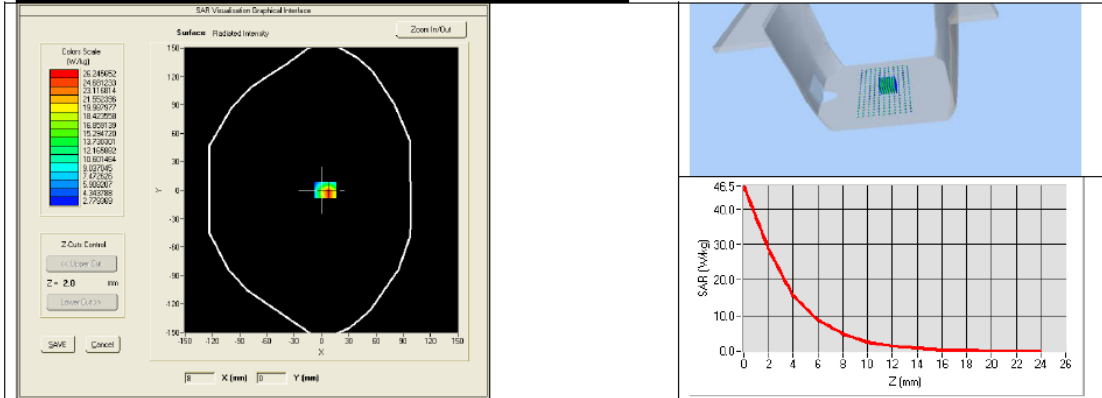 SAR Visualisation Graphical Interface
Surface Radiated Intensity
Zoom In/Out
Colors Scale
(W/kg)
26.245652
24.681233
23.116814
21.552396
19.987977
18.423558
16.859139
15.294720
13.730301
12.165882
10.601464
9.037045
7.472626
5.908207
4.343788
2.779369
150
120
90
60
30
0
-30
-60
-90
-120
-150
Y
-150 -120 -90 -60 -30 0 30 60 90 120 150
X
Z-Cuts Control
<< Upper Cut
Z = 2.0 mm
Lower Cut >>
SAVE Cancel
8 X (mm) 0 Y (mm)
46.5
40.0
30.0
20.0
10.0
0.0
SAR (W/kg)
0 2 4 6 8 10 12 14 16 18 20 22 24 26
Z (mm)